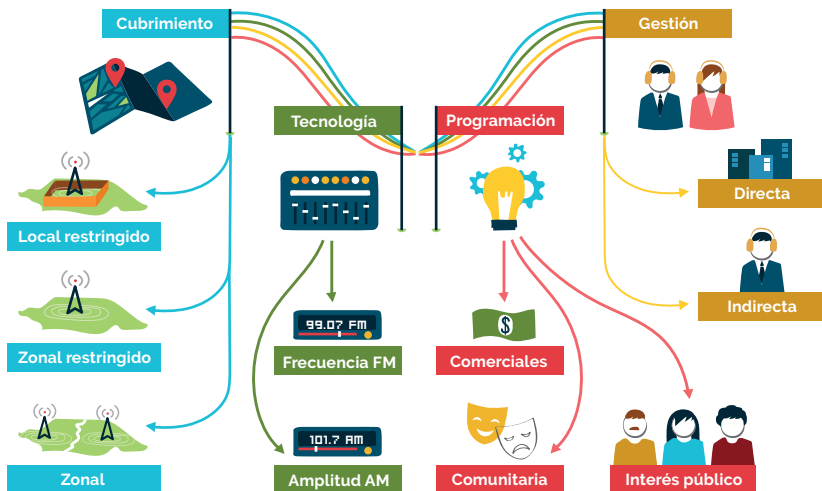 Cubrimiento
Gestión
Tecnología
Programación
Local restringido
Directa
Zonal restringido
99.07 FM
$
Indirecta
Frecuencia FM
Comerciales
101.7 AM
Zonal
Amplitud AM
Comunitaria
Interés público